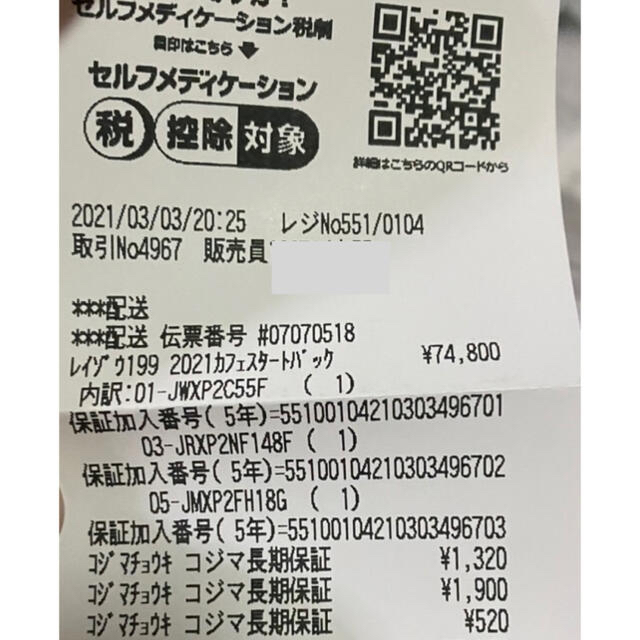 セルフメディケーション税制
目印はこちら
セルフメディケーション
税 控除 対象
詳細はこちらのQRコードから
2021/03/03/20:25 レジNo551/0104
取引No4967 販売員
***配送
***配送 伝票番号 #07070518
ﾚｲｿﾞｳ199 2021ｶﾌｪｽﾀｰﾄﾊﾟｯｸ ¥74,800
内訳:01-JWXP2C55F ( 1)
保証加入番号( 5年)=55100104210303496701
03-JRXP2NF148F ( 1)
保証加入番号( 5年)=55100104210303496702
05-JMXP2FH18G ( 1)
保証加入番号( 5年)=55100104210303496703
ｺｼﾞﾏﾁｮｳｷ コジマ長期保証 ¥1,320
ｺｼﾞﾏﾁｮｳｷ コジマ長期保証 ¥1,900
ｺｼﾞﾏﾁｮｳｷ コジマ長期保証 ¥520